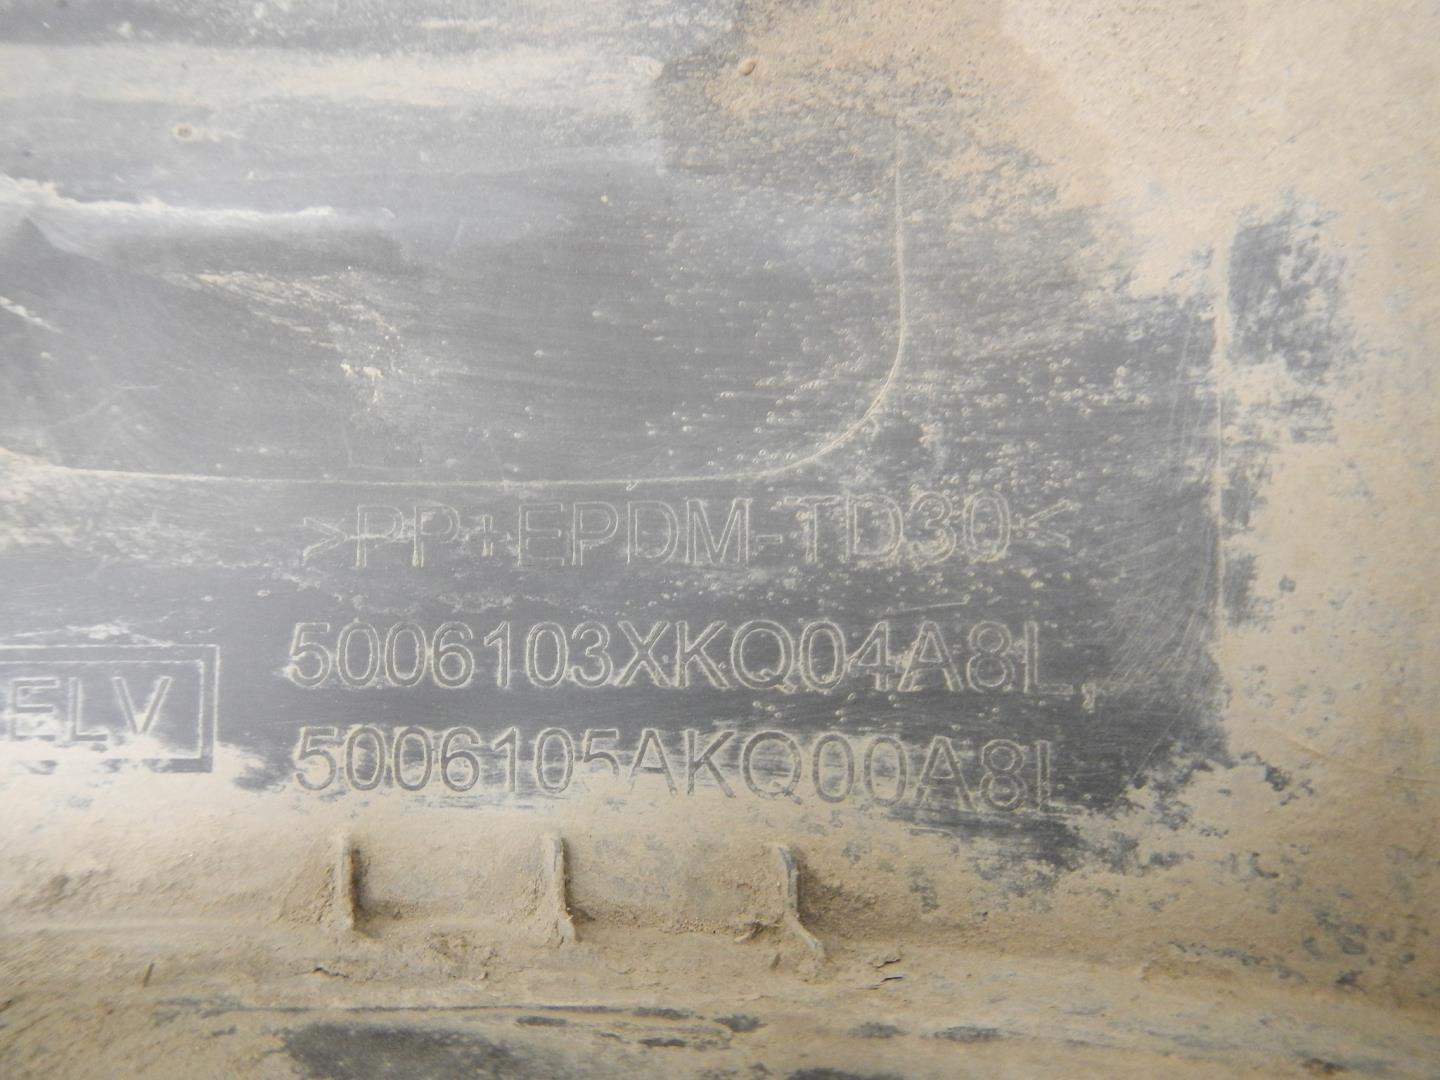 >PP+EPDM-TD30<
5006103XKQ04A8L,
ELV
5006105AKQ00A8L